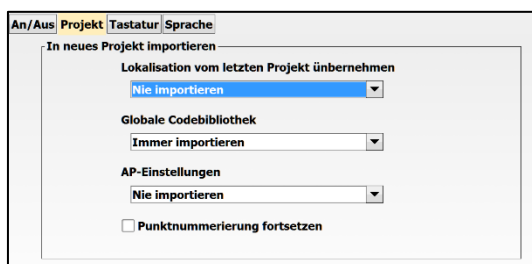 An/Aus Projekt Tastatur Sprache
In neues Projekt importieren
Lokalisation vom letzten Projekt ünbernehmen
Nie importieren
Globale Codebibliothek
Immer importieren
AP-Einstellungen
Nie importieren
Punktnummerierung fortsetzen